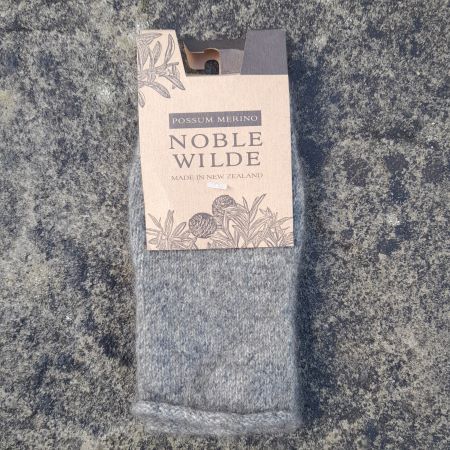 POSSUM MERINO
NOBLE
WILDE
MADE IN NEW ZEALAND